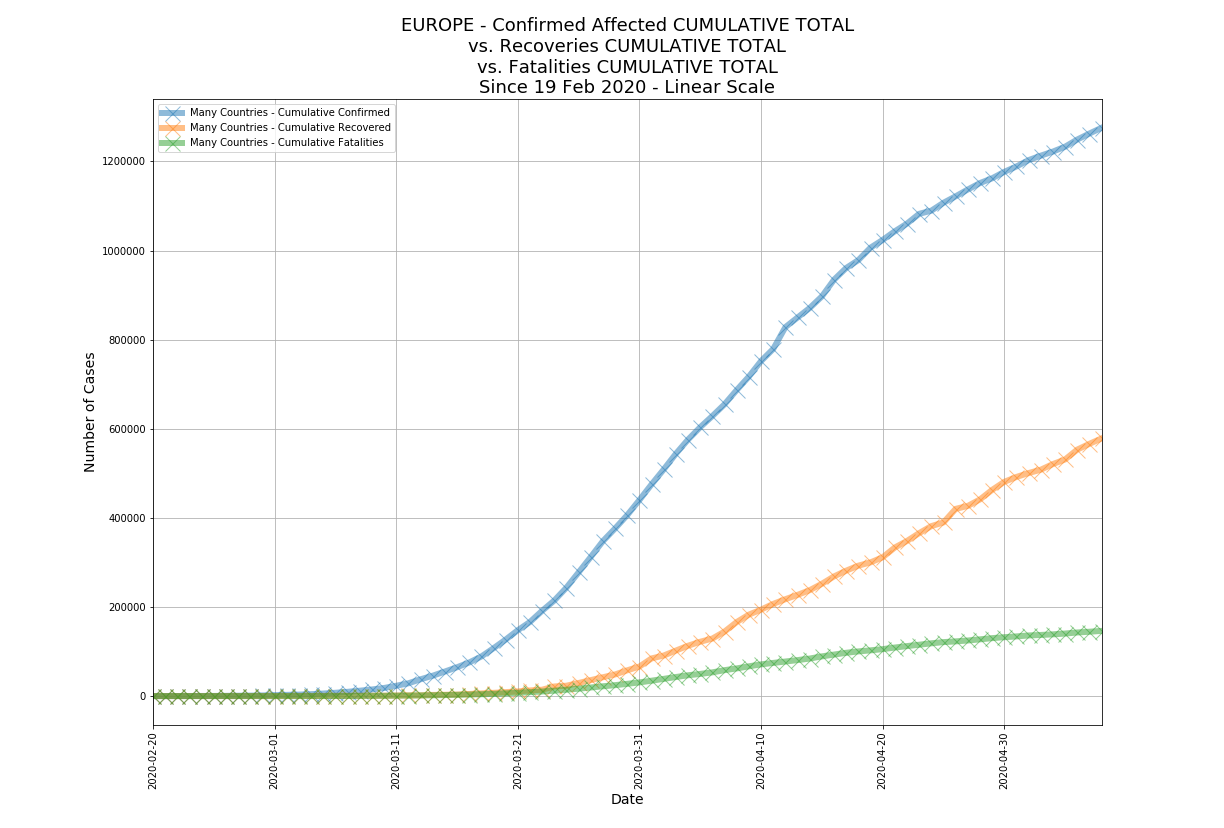 EUROPE - Confirmed Affected CUMULATIVE TOTAL
vs. Recoveries CUMULATIVE TOTAL
vs. Fatalities CUMULATIVE TOTAL
Since 19 Feb 2020 - Linear Scale
Many Countries - Cumulative Confirmed
Many Countries - Cumulative Recovered
Many Countries - Cumulative Fatalities
Number of Cases
1200000
1000000
800000
600000
400000
200000
0
2020-02-20
2020-03-01
2020-03-11
2020-03-21
2020-03-31
2020-04-10
2020-04-20
2020-04-30
Date